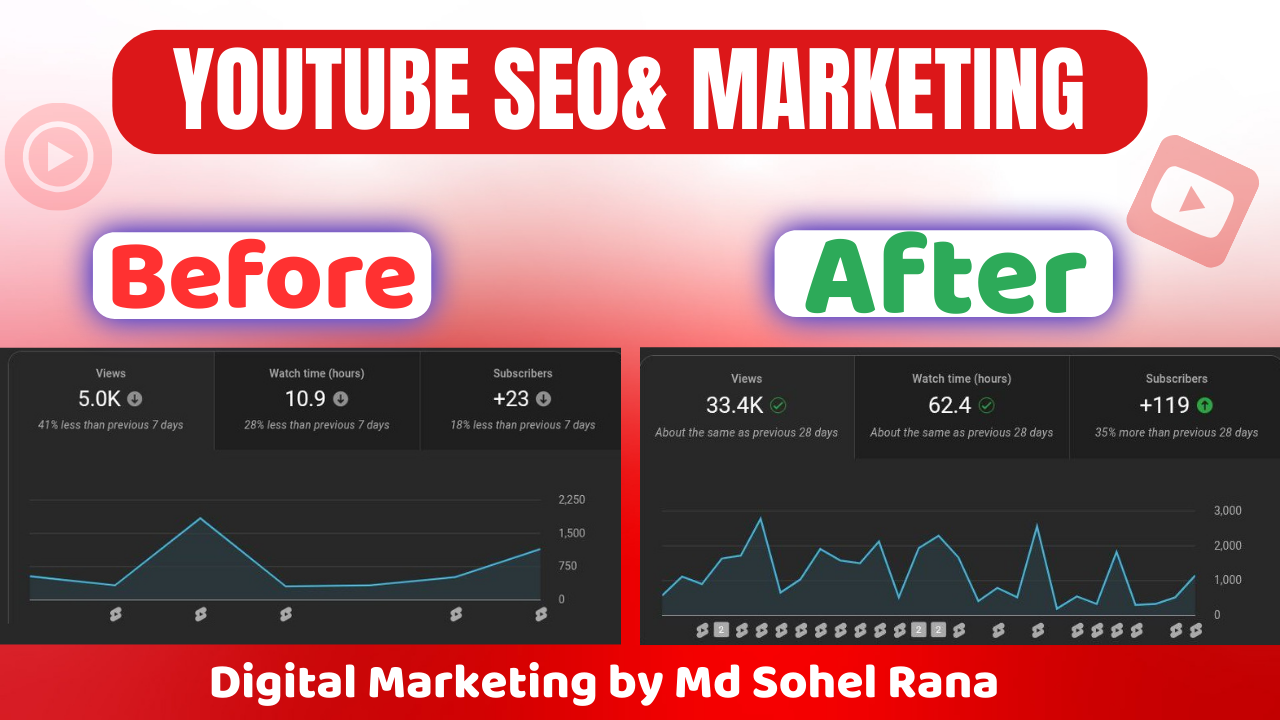 YOUTUBE SEO& MARKETING
Before
After
Views
5.0K
41% less than previous 7 days
Watch time (hours)
10.9
28% less than previous 7 days
Subscribers
+23
18% less than previous 7 days
2,250
1,500
750
0
Views
33.4K
About the same as previous 28 days
Watch time (hours)
62.4
About the same as previous 28 days
Subscribers
+119
35% more than previous 28 days
3,000
2,000
1,000
0
2
2
2
Digital Marketing by Md Sohel Rana